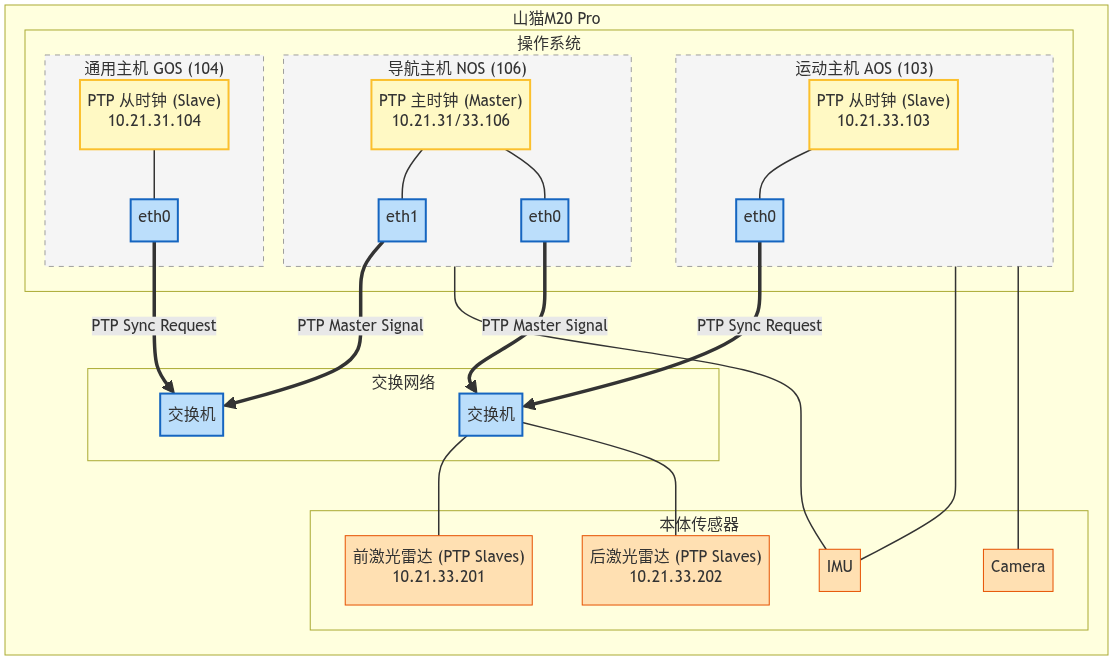 山猫M20 Pro
操作系统
通用主机 GOS (104)
PTP 从时钟 (Slave)
10.21.31.104
eth0
导航主机 NOS (106)
PTP 主时钟 (Master)
10.21.31/33.106
eth1
eth0
运动主机 AOS (103)
PTP 从时钟 (Slave)
10.21.33.103
eth0
PTP Sync Request
PTP Master Signal
PTP Master Signal
PTP Sync Request
交换网络
交换机
交换机
本体传感器
前激光雷达 (PTP Slaves)
10.21.33.201
后激光雷达 (PTP Slaves)
10.21.33.202
IMU
Camera